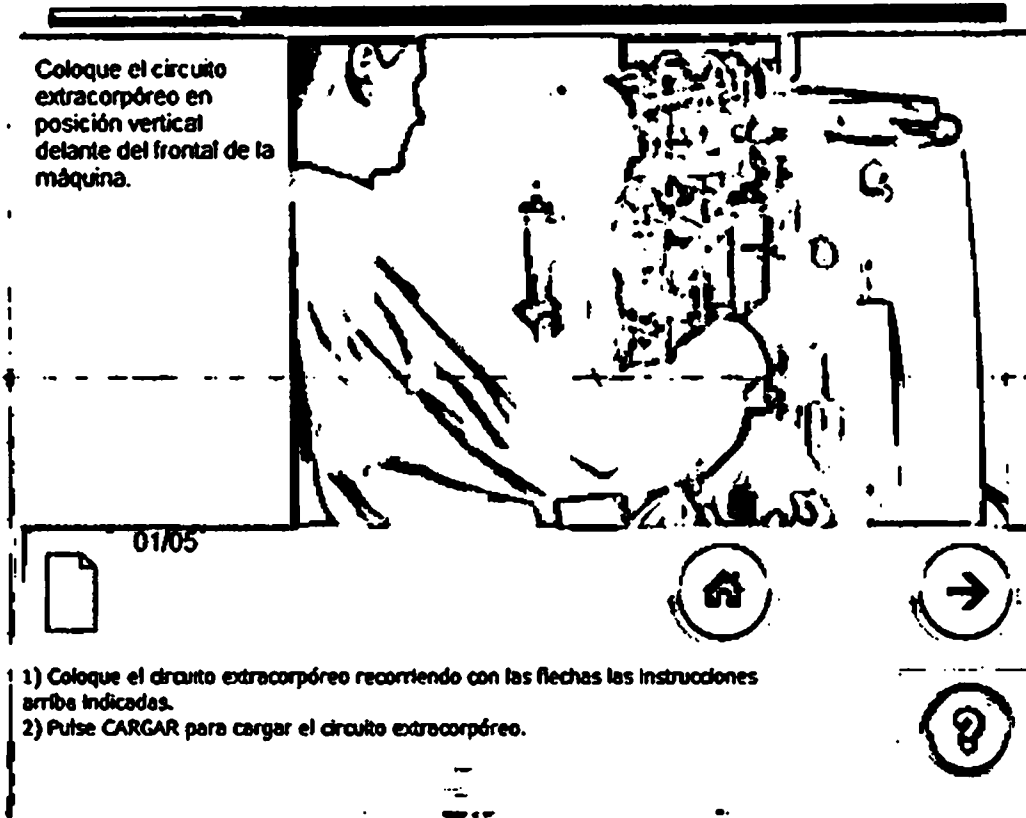 Coloque el circuito
extracorpóreo en
posición vertical
delante del frontal de la
máquina.
01/05
1) Coloque el circuito extracorpóreo recorriendo con las flechas las instrucciones
arriba indicadas.
2) Pulse CARGAR para cargar el circuito extracorpóreo.